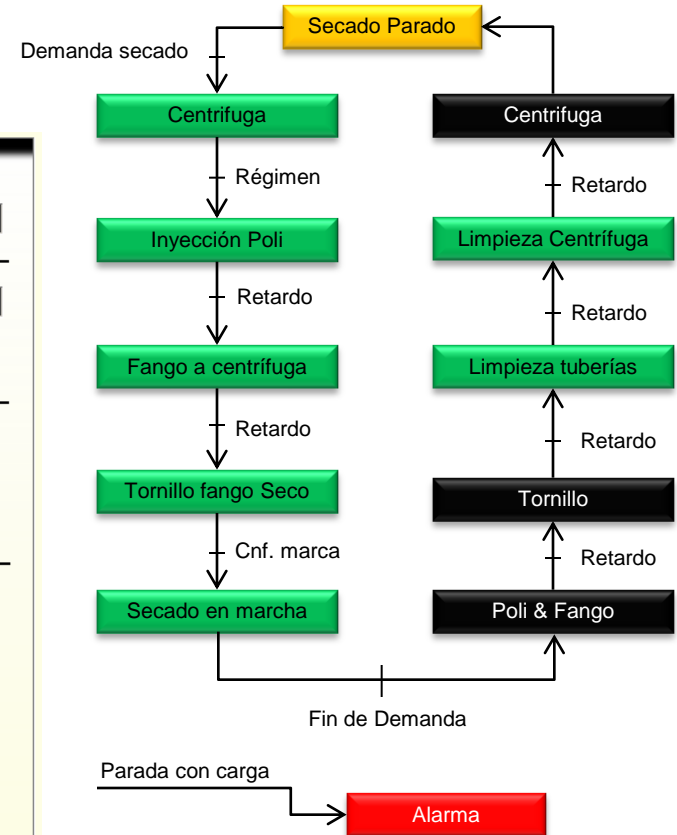 Secado Parado
Demanda secado
Centrifuga
Régimen
Inyección Poli
Retardo
Fango a centrífuga
Retardo
Tornillo fango Seco
Cnf. marca
Secado en marcha
Fin de Demanda
Poli & Fango
Retardo
Tornillo
Retardo
Limpieza tuberías
Retardo
Limpieza Centrífuga
Retardo
Centrifuga
Parada con carga
Alarma